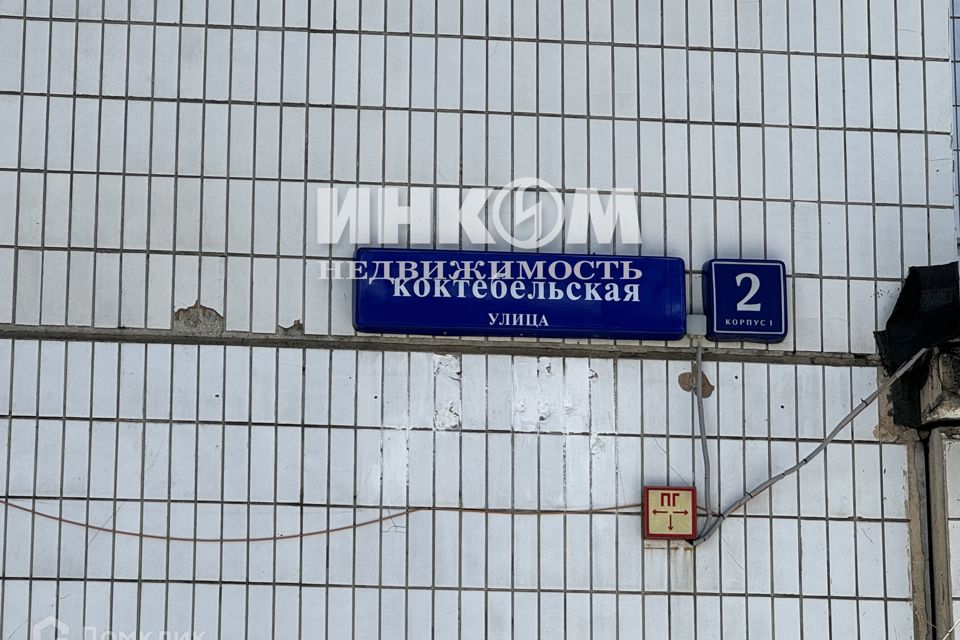 ИНКОМ
НЕДВИЖИМОСТЬ
Коктебельская
УЛИЦА
2
КОРПУС 1
ПГ
Домклик